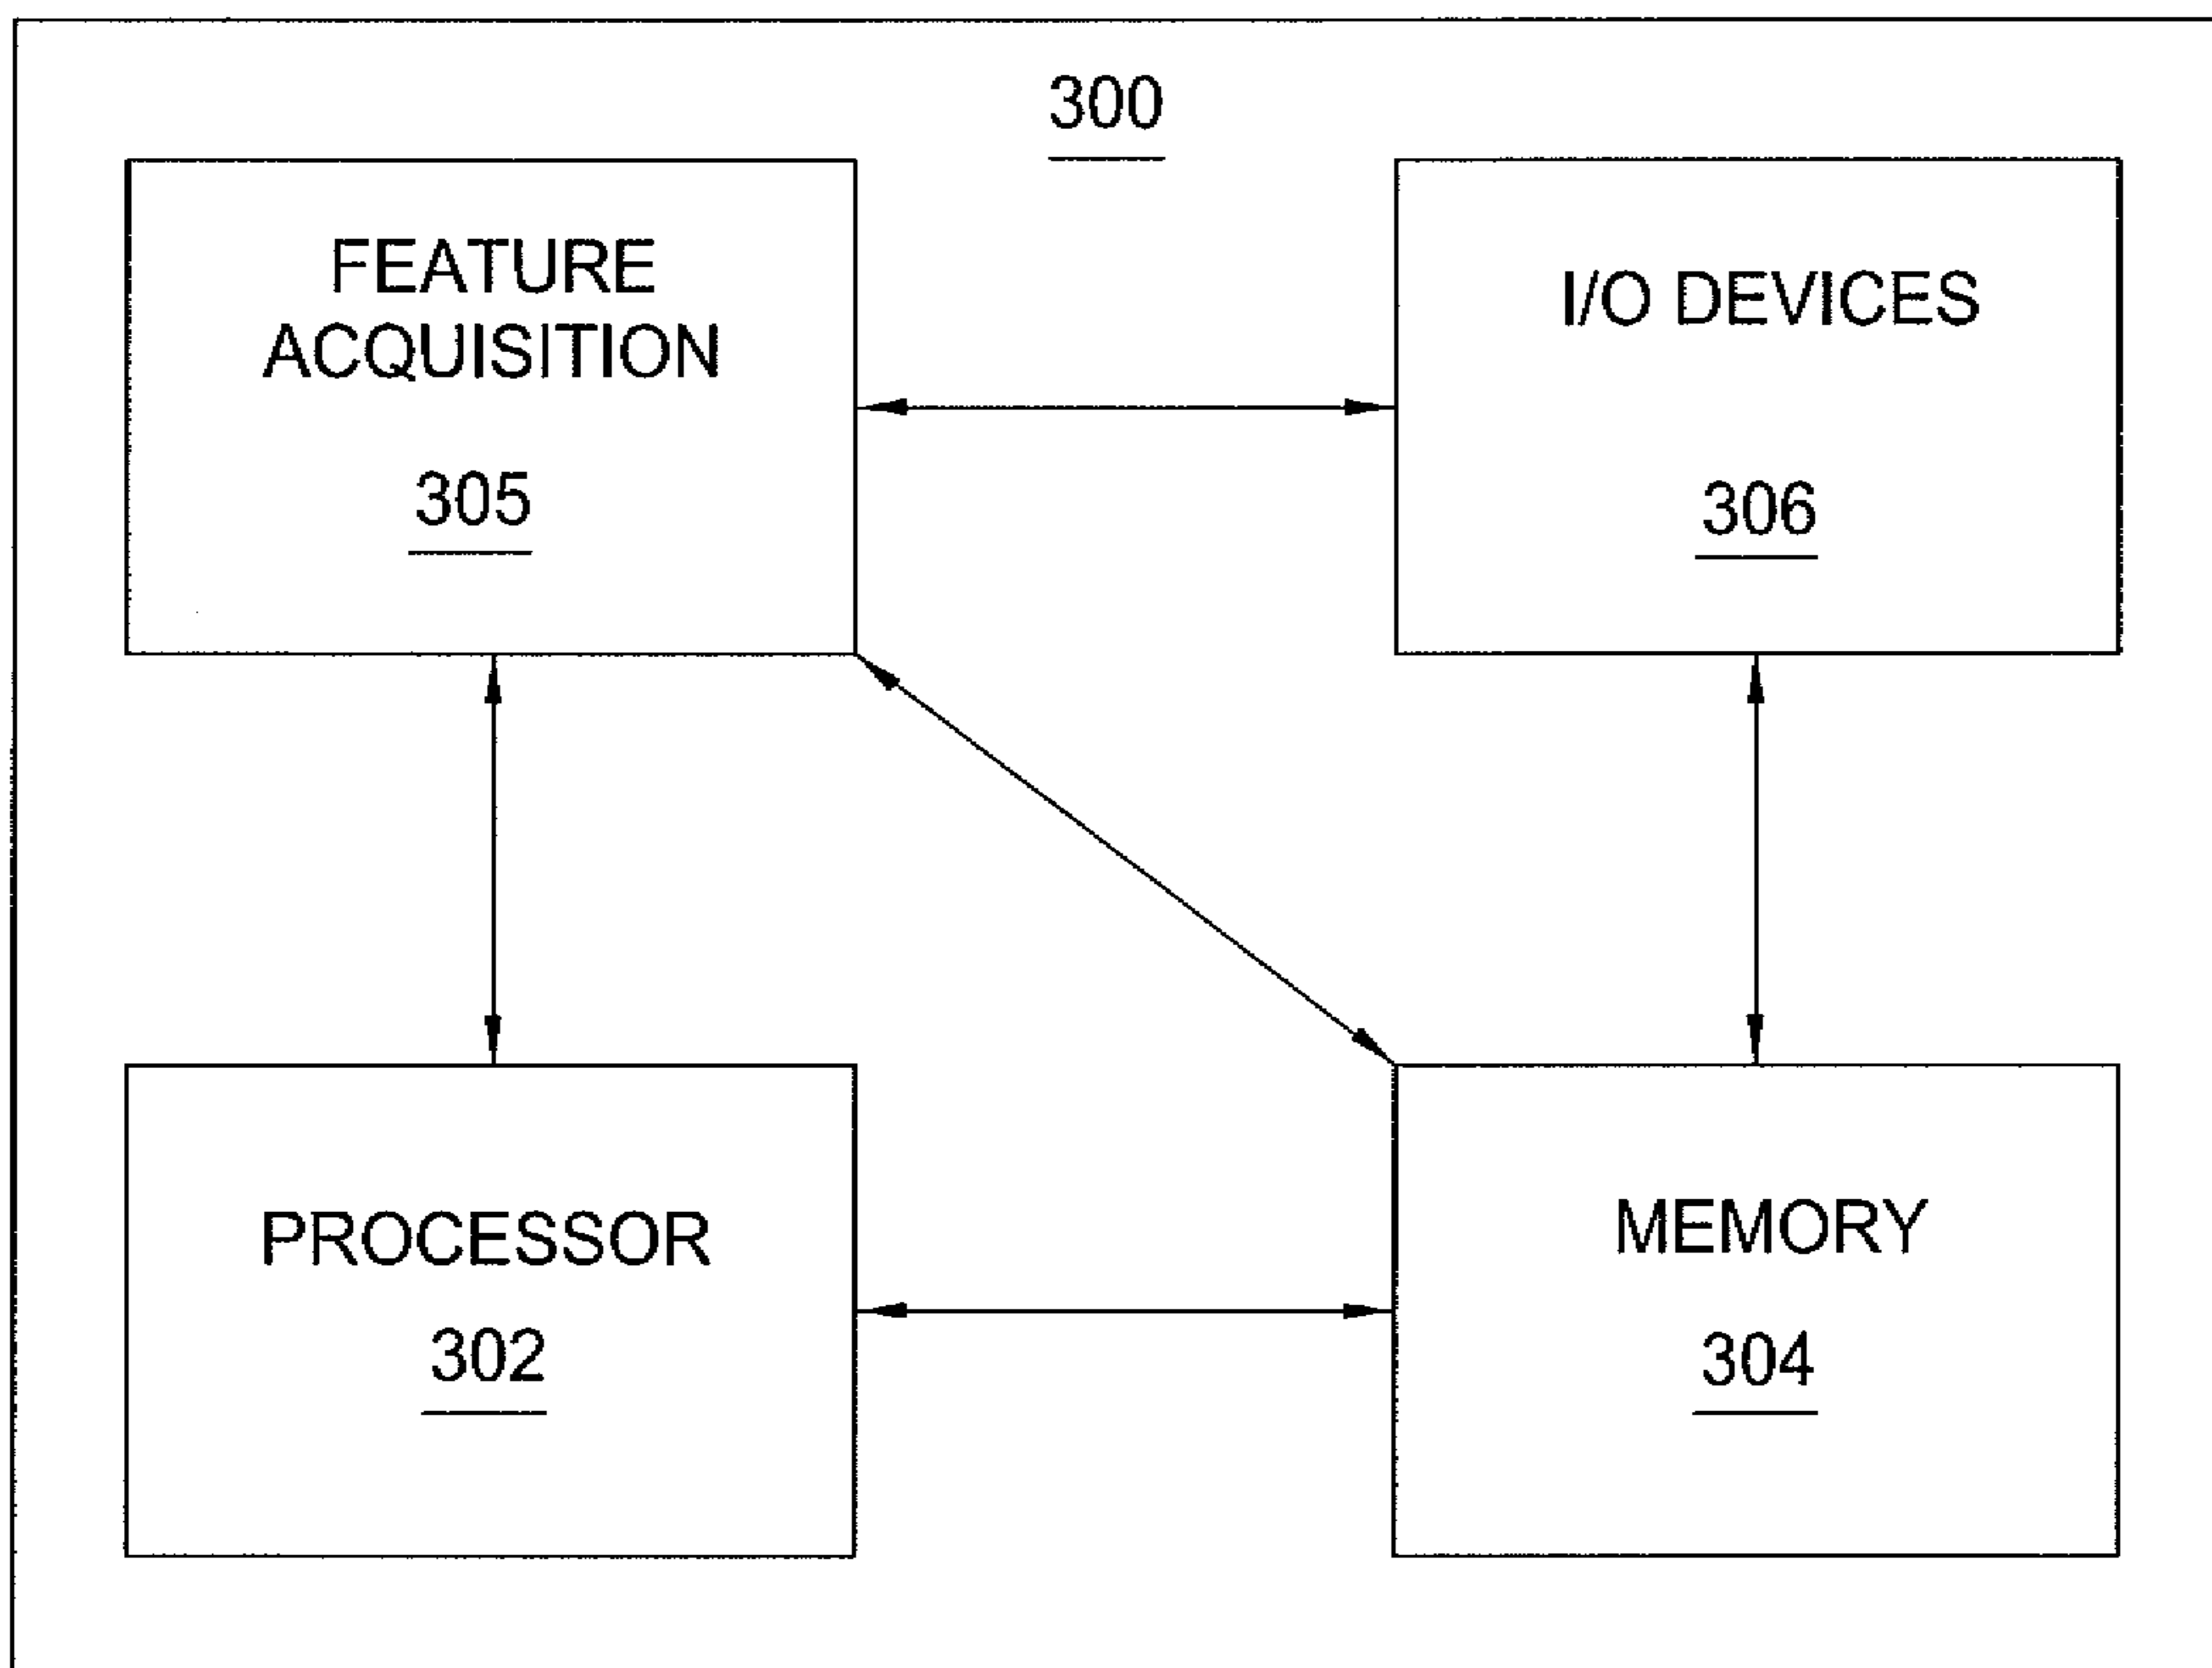 300
FEATURE
ACQUISITION
305
I/O DEVICES
306
PROCESSOR
302
MEMORY
304